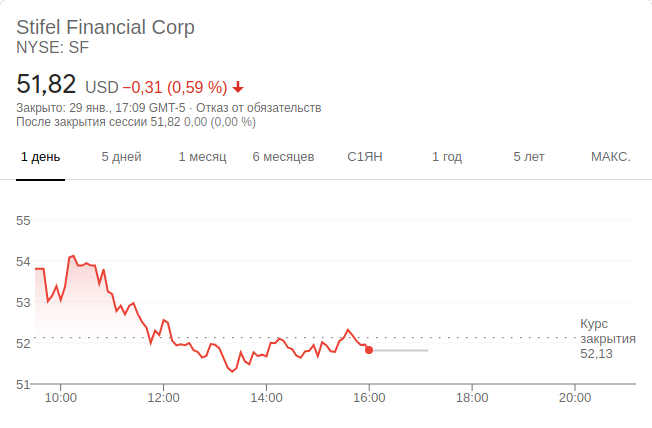 Stifel Financial Corp
NYSE: SF
51,82 USD −0,31 (0,59 %)
Закрыто: 29 янв., 17:09 GMT-5 · Отказ от обязательств
После закрытия сессии 51,82 0,00 (0,00 %)
1 день 5 дней 1 месяц 6 месяцев С1ЯН 1 год 5 лет МАКС.
55
54
53
52
51
Курс
закрытия
52,13
10:00 12:00 14:00 16:00 18:00 20:00